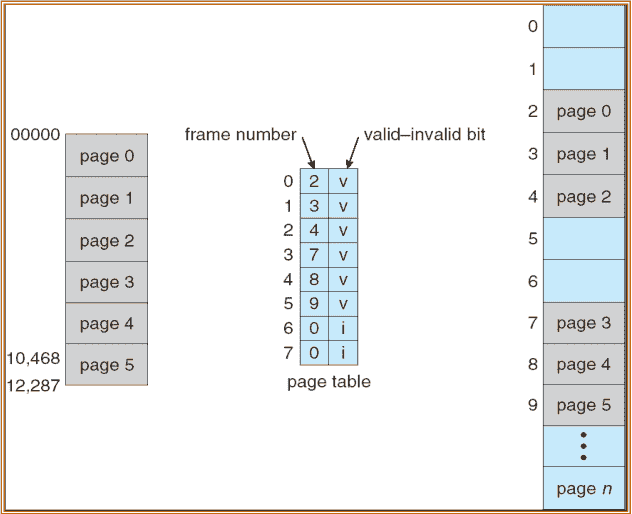 00000
page 0
page 1
page 2
page 3
page 4
page 5
10,468
12,287
frame number
valid–invalid bit
0 2 v
1 3 v
2 4 v
3 7 v
4 8 v
5 9 v
6 0 i
7 0 i
page table
0
1
2 page 0
3 page 1
4 page 2
5
6
7 page 3
8 page 4
9 page 5
page n